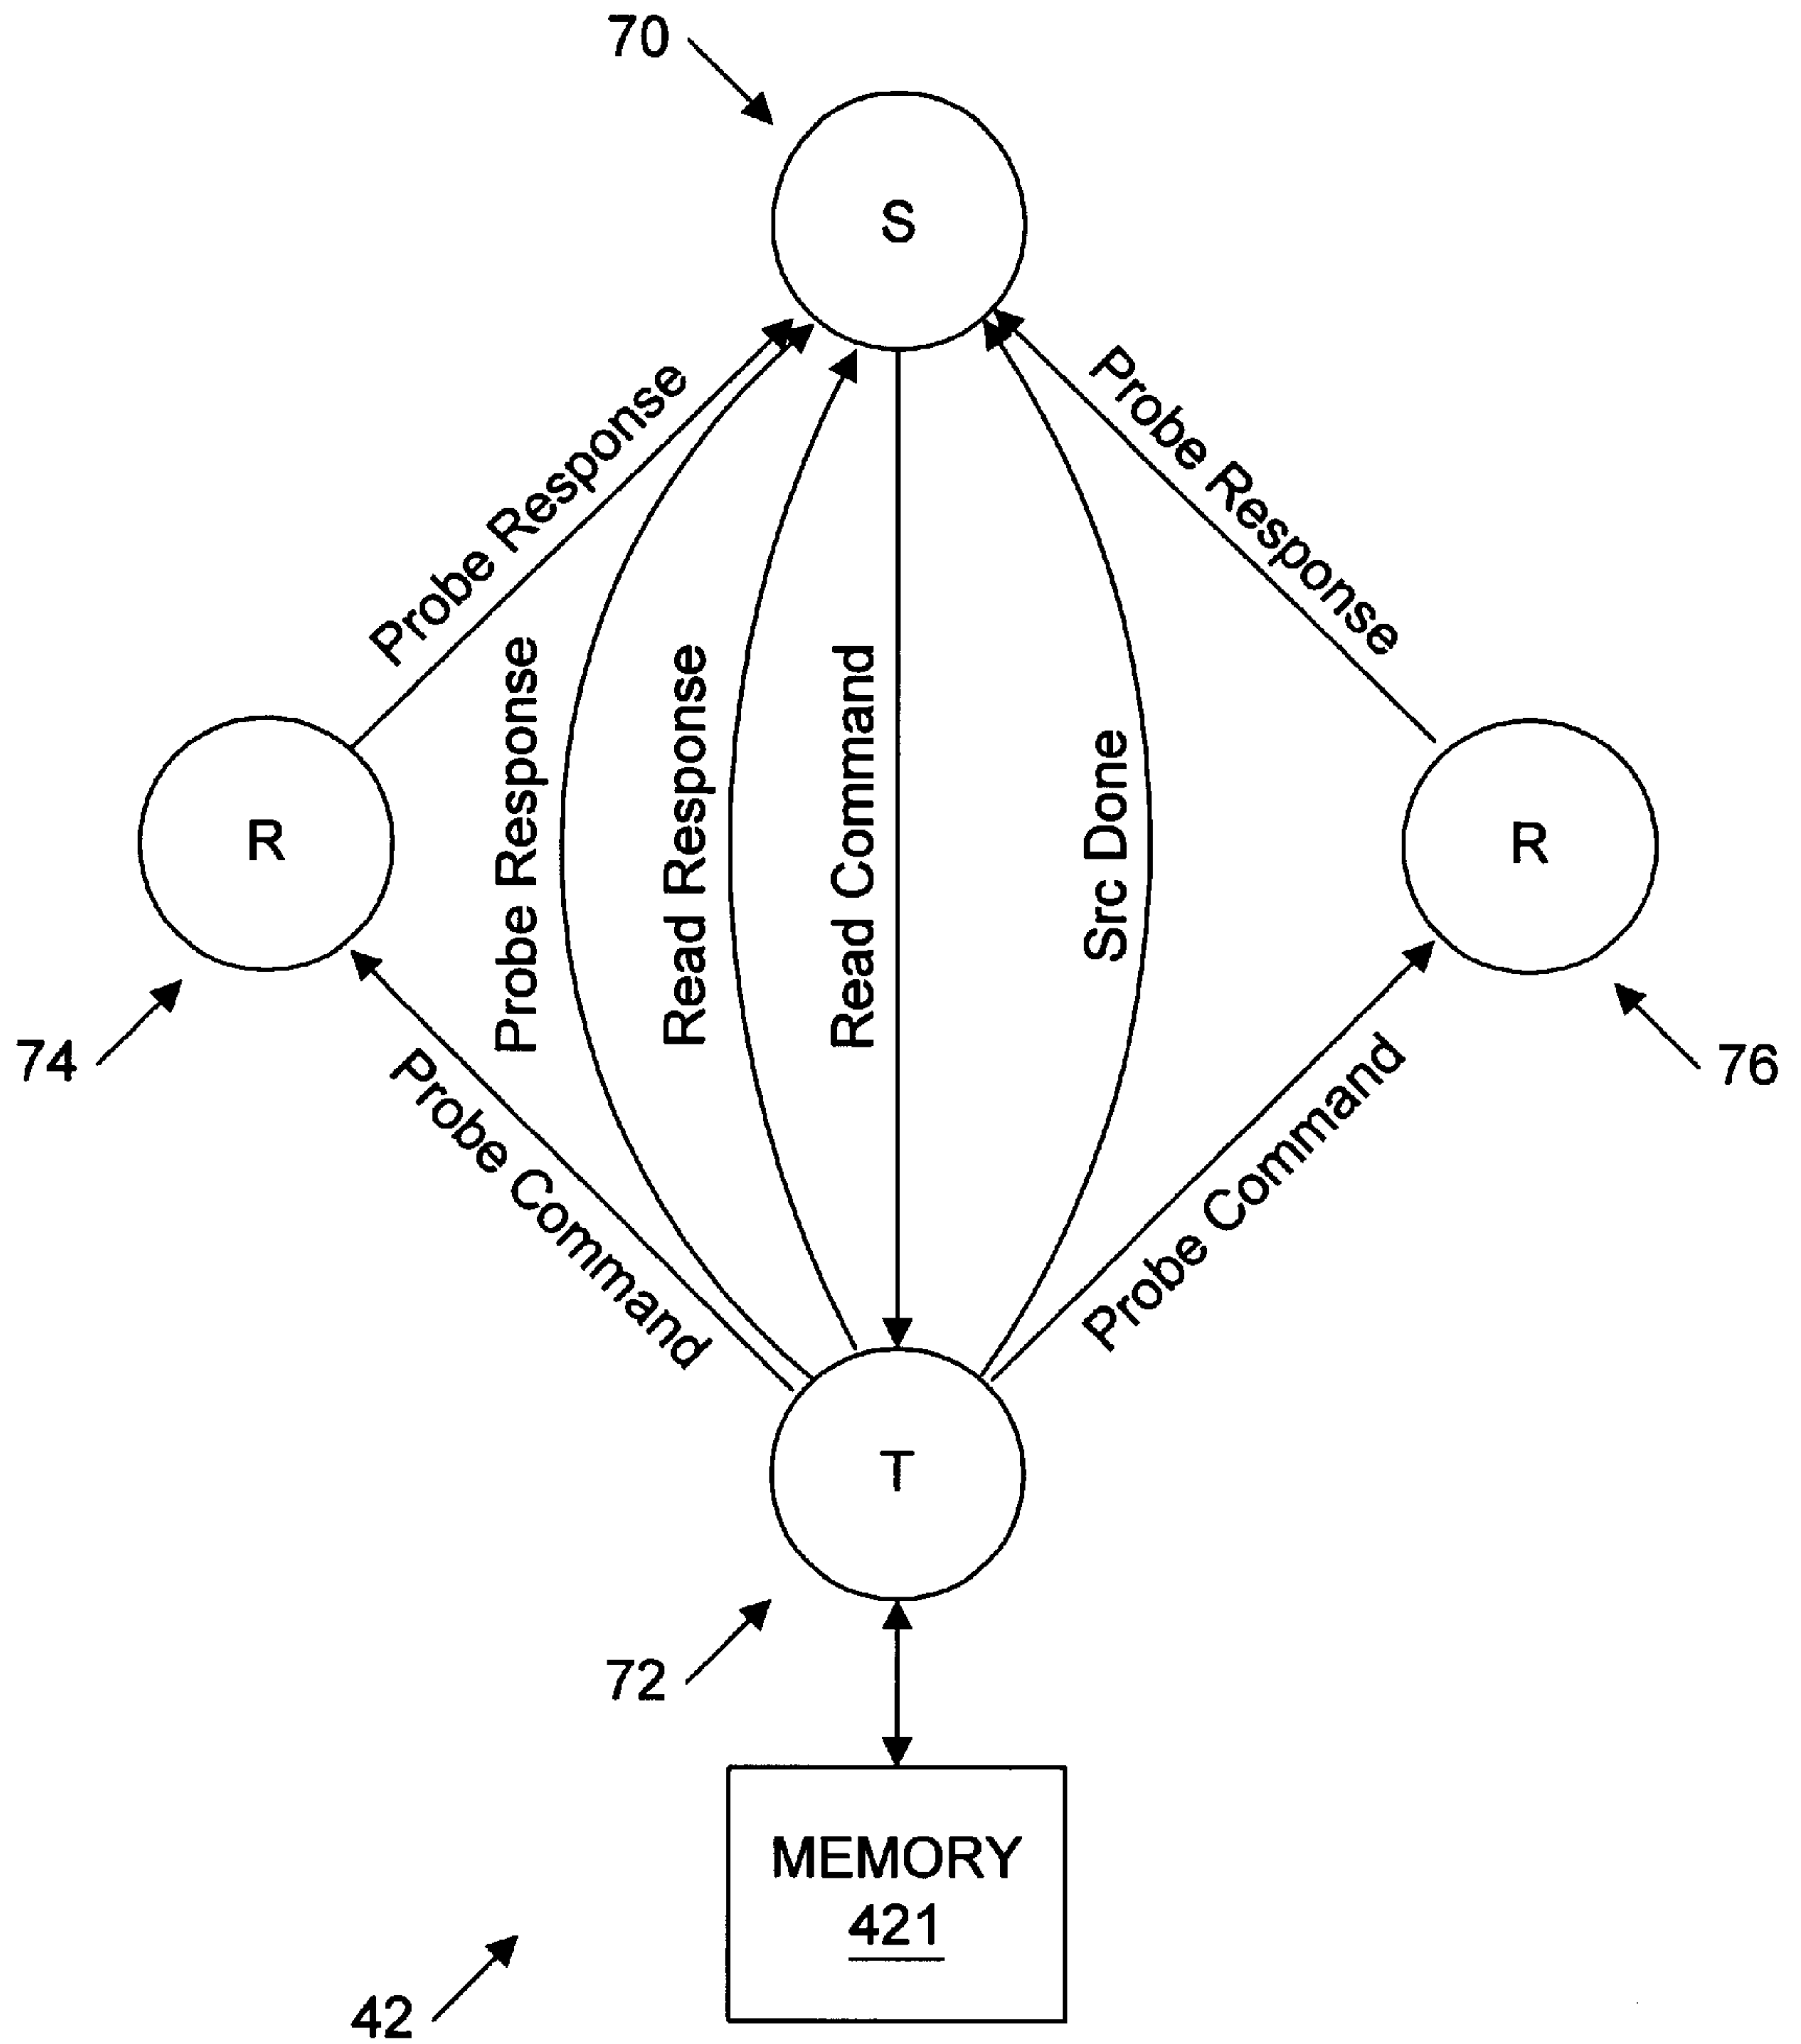 70
S
Probe Response
Probe Response
Probe Response
Read Response
Read Command
Src Done
R
R
74
76
Probe Command
Probe Command
T
72
MEMORY
421
42